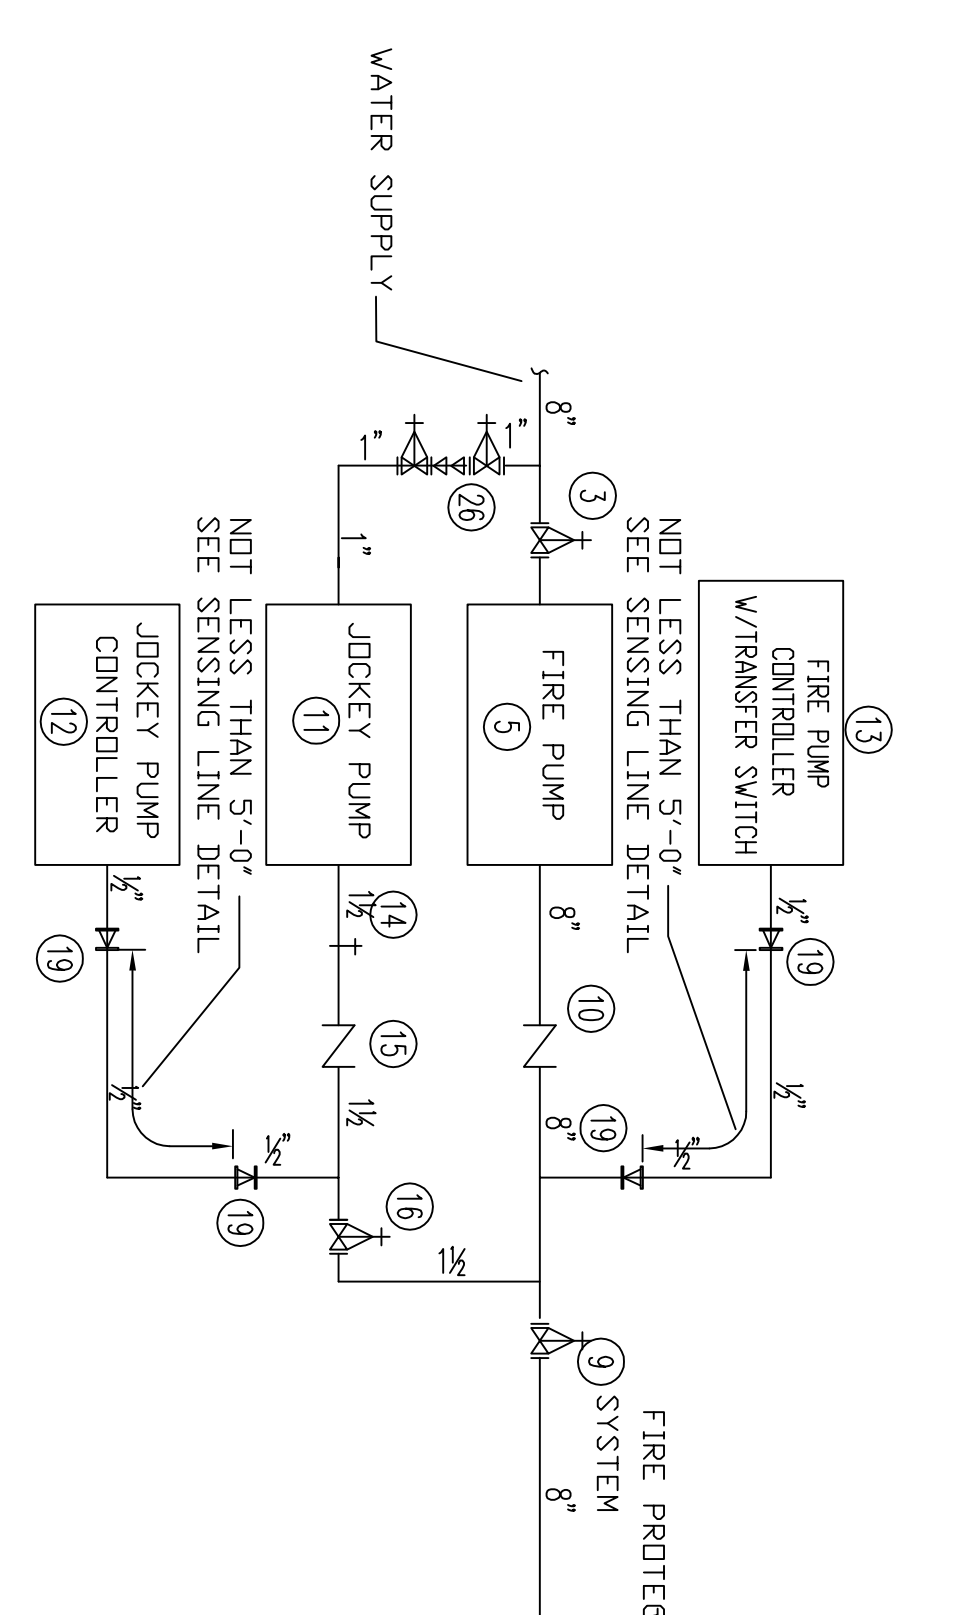 WATER SUPPLY
8"
1"
1"
1"
3
26
13
FIRE PUMP
CONTROLLER
W/TRANSFER SWITCH
NOT LESS THAN 5'-0"
SEE SENSING LINE DETAIL
FIRE PUMP
5
JOCKEY PUMP
11
NOT LESS THAN 5'-0"
SEE SENSING LINE DETAIL
JOCKEY PUMP
CONTROLLER
12
½"
19
½"
8"
10
19
8"
½"
14
1½
15
1½
½"
19
½"
½"
19
16
1½
9
FIRE PROTEC
SYSTEM
8"